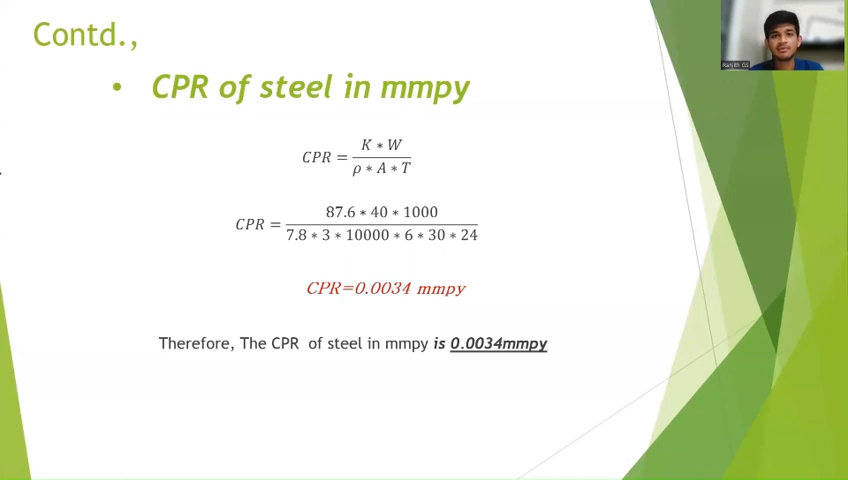 Contd.,
• CPR of steel in mmpy
CPR = K * W / ρ * A * T
CPR = 87.6 * 40 * 1000 / 7.8 * 3 * 10000 * 6 * 30 * 24
CPR=0.0034 mmpy
Therefore, The CPR of steel in mmpy is 0.0034mmpy